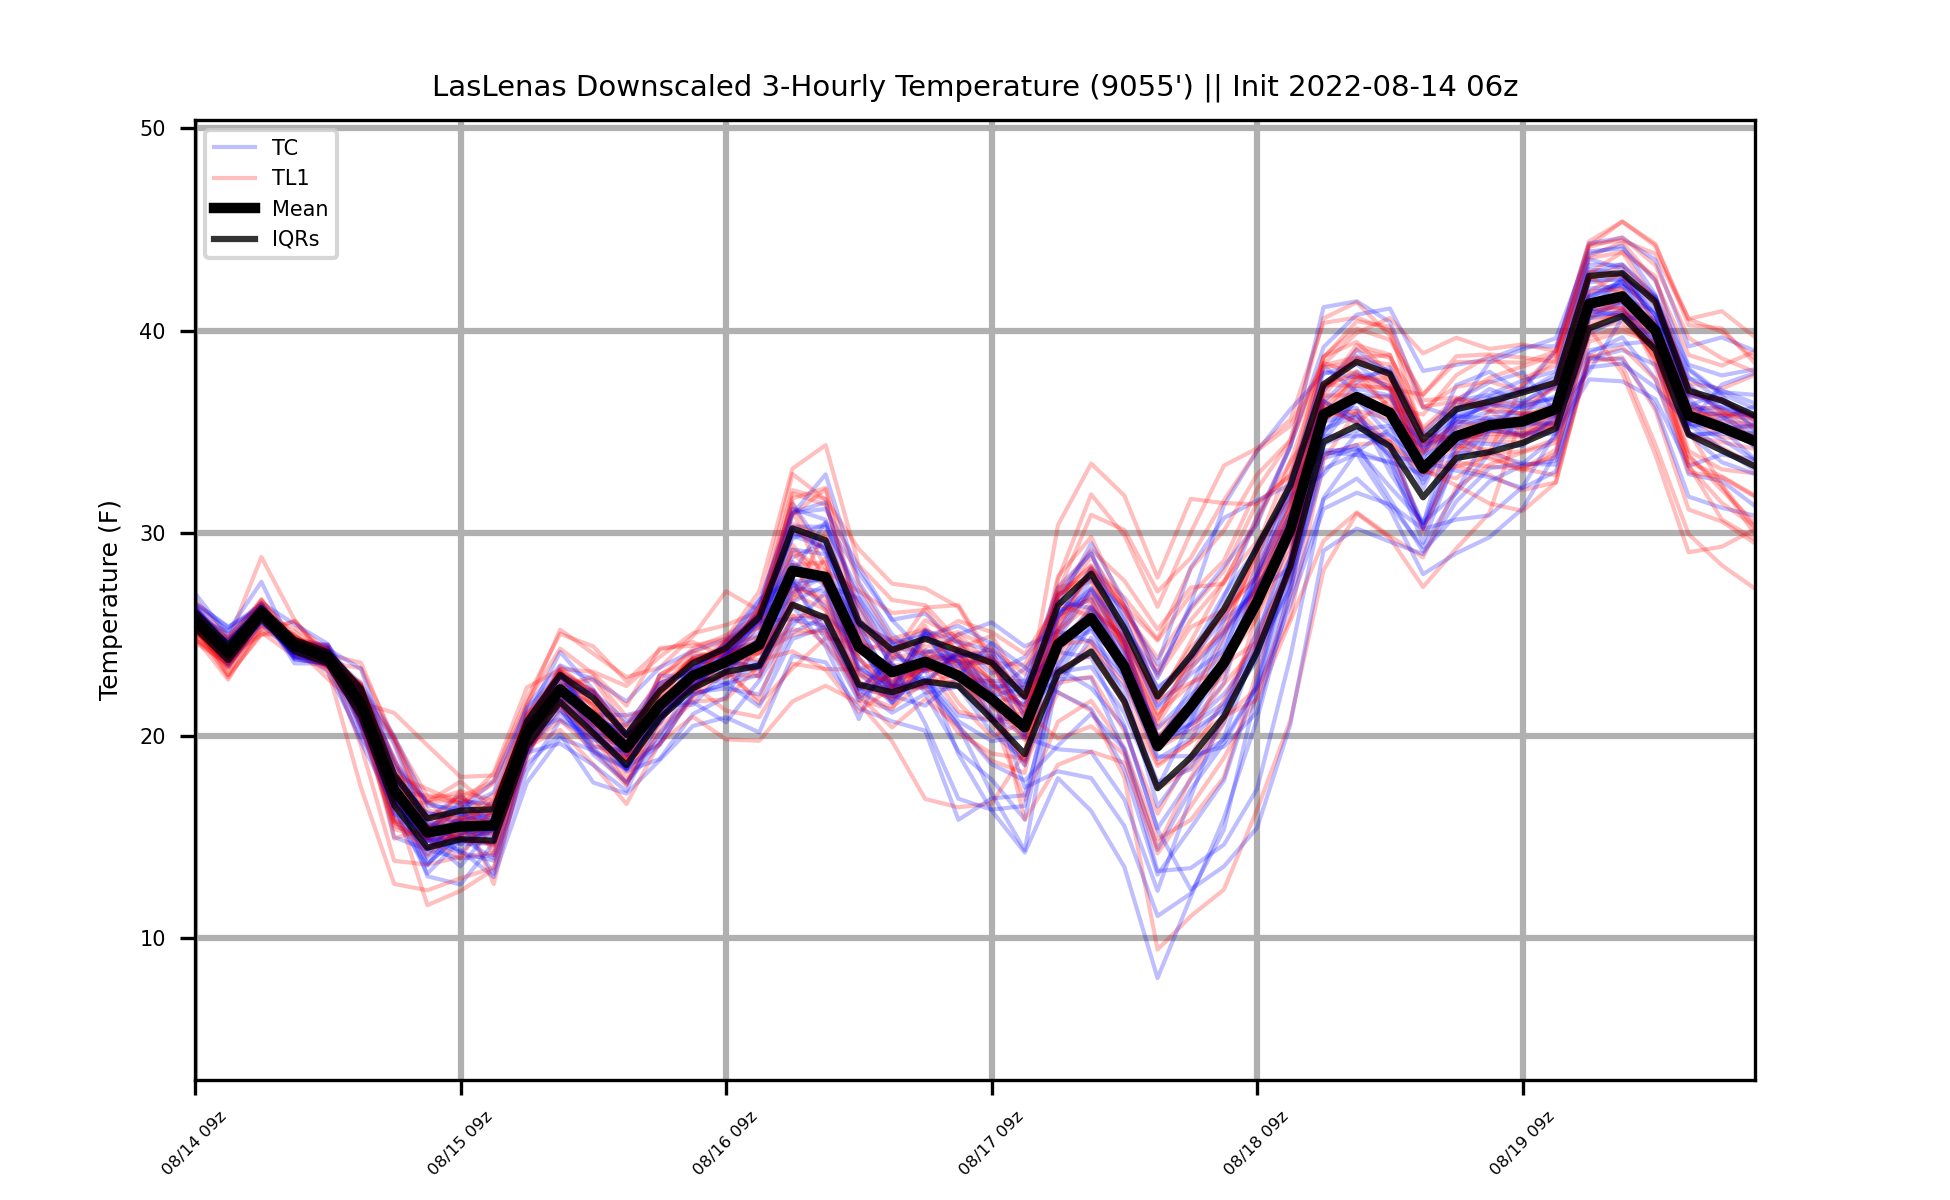 LasLenas Downscaled 3-Hourly Temperature (9055') || Init 2022-08-14 06z
TC
TL1
Mean
IQRs
Temperature (F)
50
40
30
20
10
08/14 09z
08/15 09z
08/16 09z
08/17 09z
08/18 09z
08/19 09z